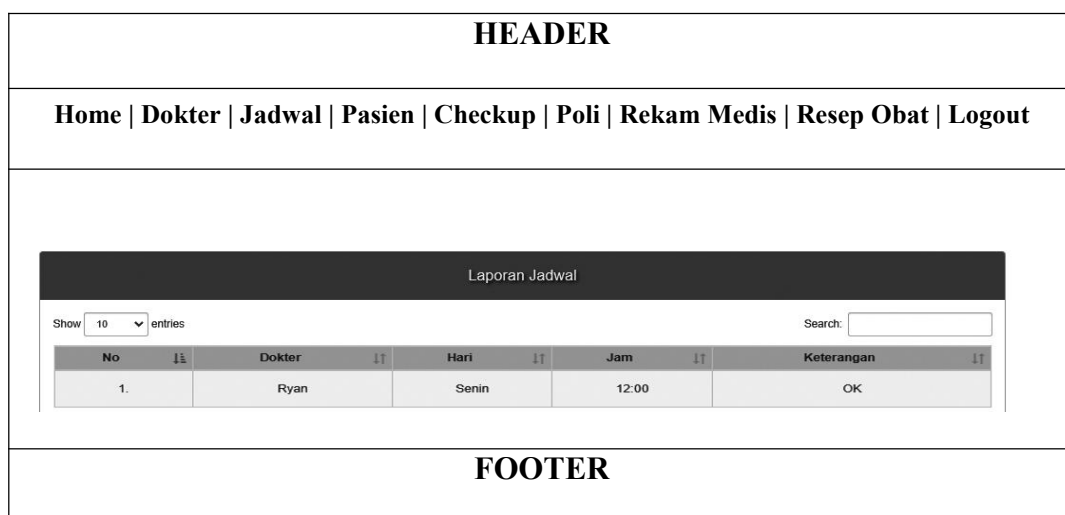 HEADER
Home | Dokter | Jadwal | Pasien | Checkup | Poli | Rekam Medis | Resep Obat | Logout
Laporan Jadwal
Show 10 entries Search:
No Dokter Hari Jam Keterangan
1. Ryan Senin 12:00 OK
FOOTER